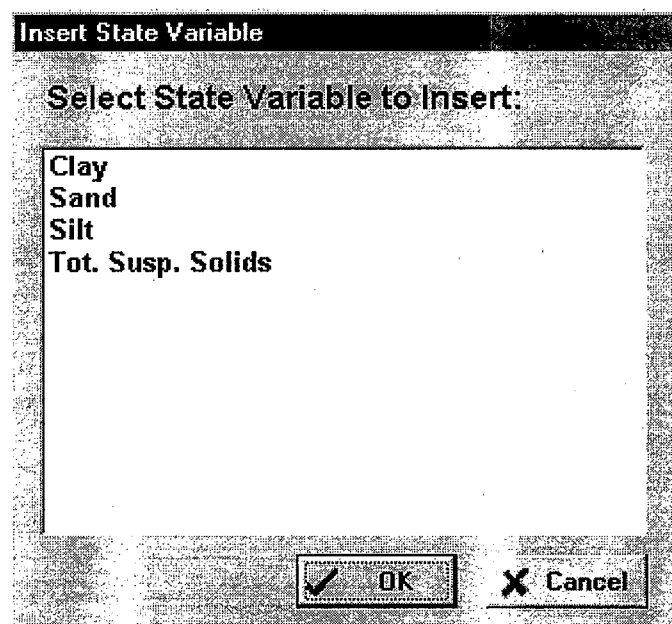 Insert State Variable
Select State Variable to Insert:
Clay
Sand
Silt
Tot. Susp. Solids
OK
Cancel